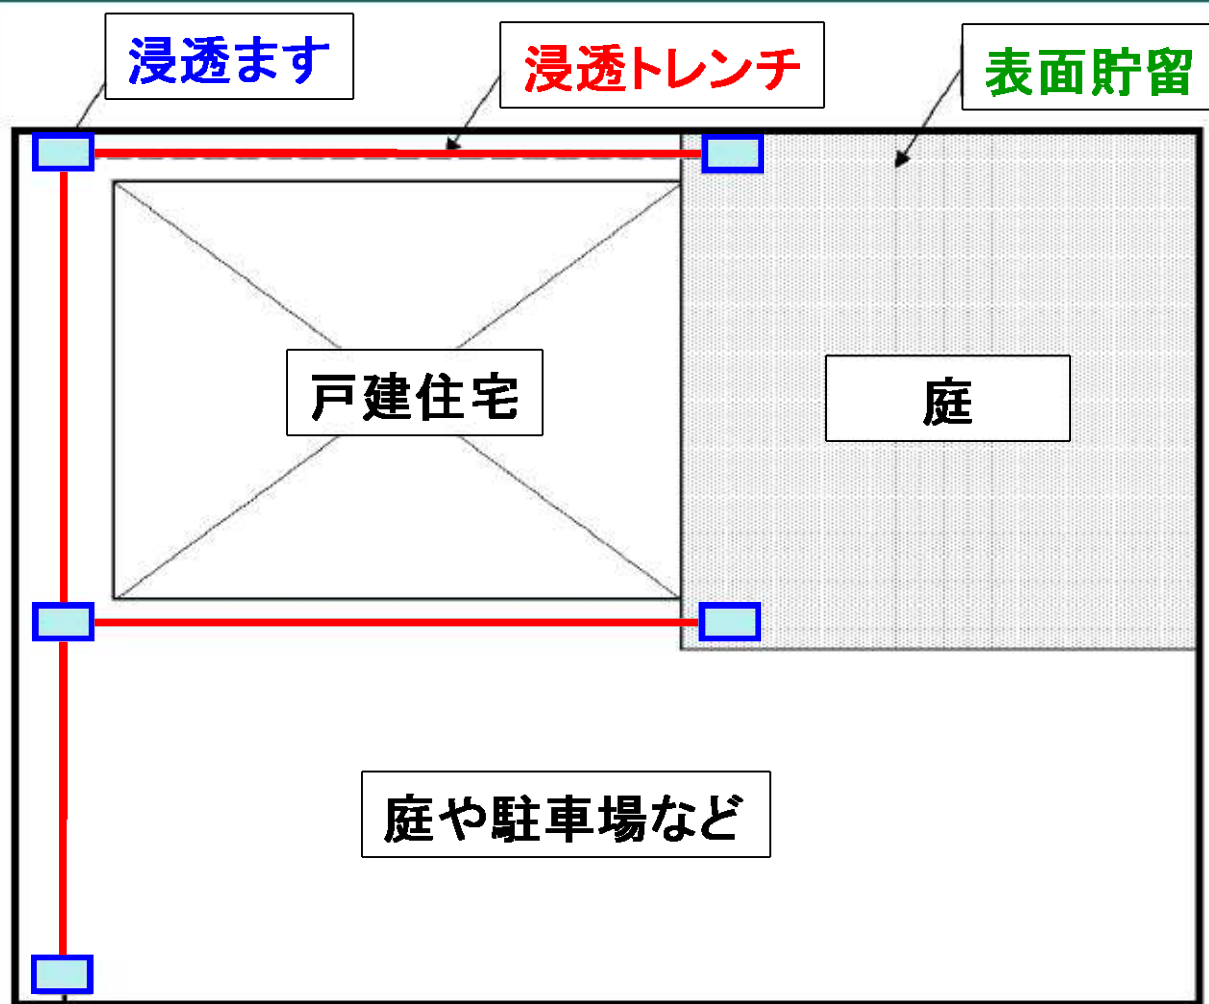 浸透ます
浸透トレンチ
表面貯留
戸建住宅
庭
庭や駐車場など